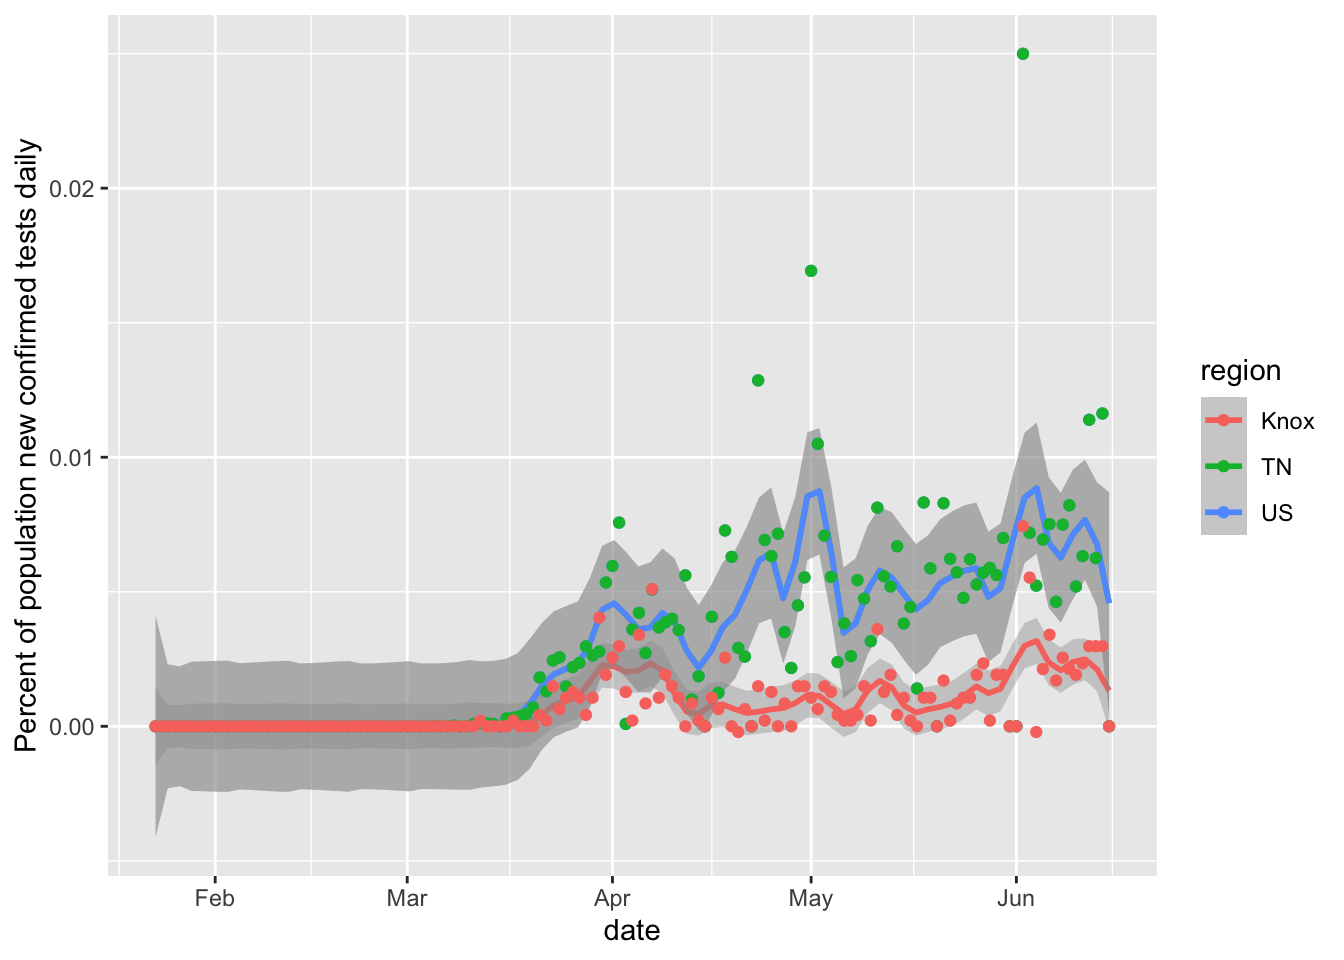 Percent of population new confirmed tests daily
0.02
0.01
0.00
Feb
Mar
Apr
May
Jun
date
region
Knox
TN
US